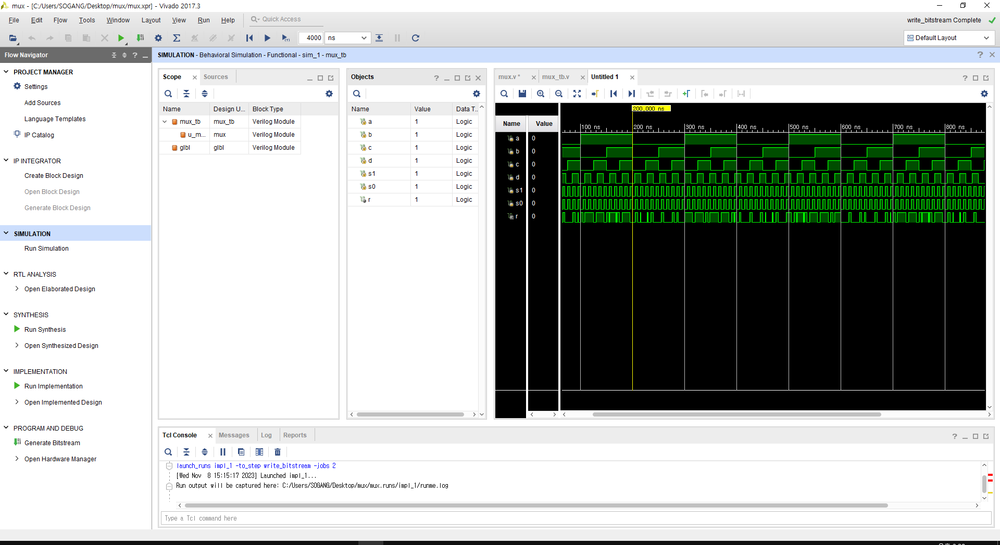 mux - [C:/Users/SOGANG/Desktop/mux/mux.xpr] - Vivado 2017.3
File Edit Flow Tools Window Layout View Run Help Quick Access
write_bitstream Complete
4000 ns
Default Layout
Flow Navigator
SIMULATION - Behavioral Simulation - Functional - sim_1 - mux_tb
PROJECT MANAGER
Settings
Add Sources
Language Templates
IP Catalog
IP INTEGRATOR
Create Block Design
Open Block Design
Generate Block Design
SIMULATION
Run Simulation
RTL ANALYSIS
Open Elaborated Design
SYNTHESIS
Run Synthesis
Open Synthesized Design
IMPLEMENTATION
Run Implementation
Open Implemented Design
PROGRAM AND DEBUG
Generate Bitstream
Open Hardware Manager
Scope Sources
Name Design U... Block Type
mux_tb mux_tb Verilog Module
u_m... mux Verilog Module
glbl glbl Verilog Module
Objects
Name Value Data T...
a 1 Logic
b 1 Logic
c 1 Logic
d 1 Logic
s1 1 Logic
s0 1 Logic
r 1 Logic
mux.v * mux_tb.v Untitled 1
200,000 ns
Name Value
100 ns 200 ns 300 ns 400 ns 500 ns 600 ns 700 ns 800 ns
a 0
b 0
c 0
d 0
s1 0
s0 0
r 0
Tcl Console Messages Log Reports
launch_runs impl_1 -to_step write_bitstream -jobs 2
[Wed Nov  8 15:15:17 2023] Launched impl_1...
Run output will be captured here: C:/Users/SOGANG/Desktop/mux/mux.runs/impl_1/runme.log
Type a Tcl command here